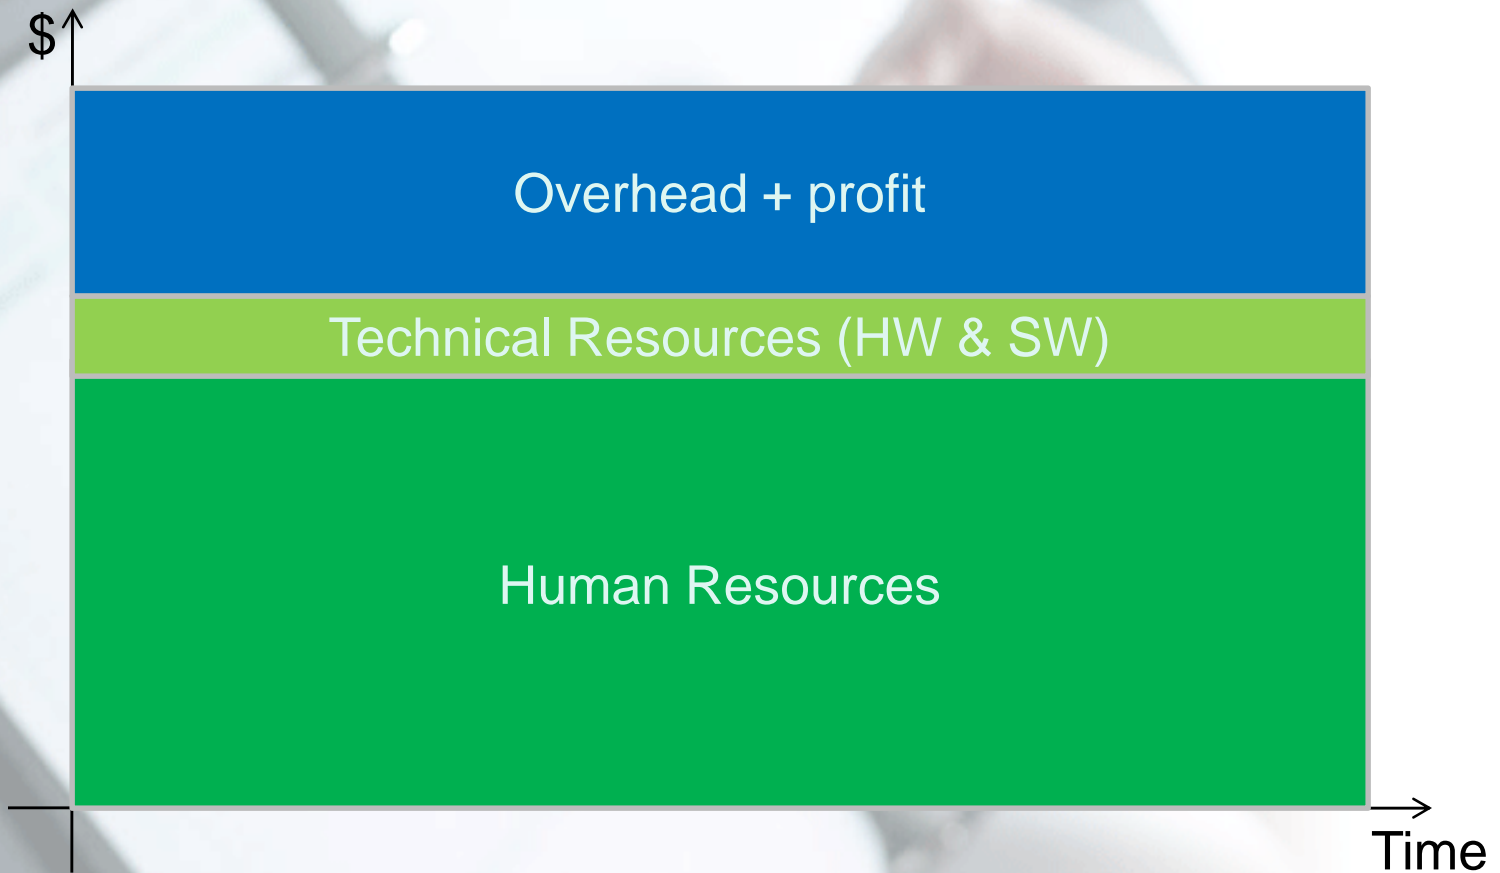 $
Overhead + profit
Technical Resources (HW & SW)
Human Resources
Time